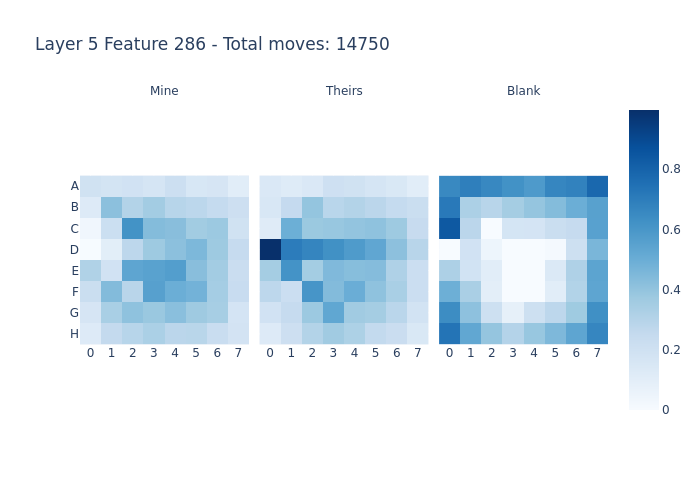 Layer 5 Feature 286 - Total moves: 14750
Mine Theirs Blank
A
B
C
D
E
F
G
H
0 1 2 3 4 5 6 7 0 1 2 3 4 5 6 7 0 1 2 3 4 5 6 7
0.8
0.6
0.4
0.2
0